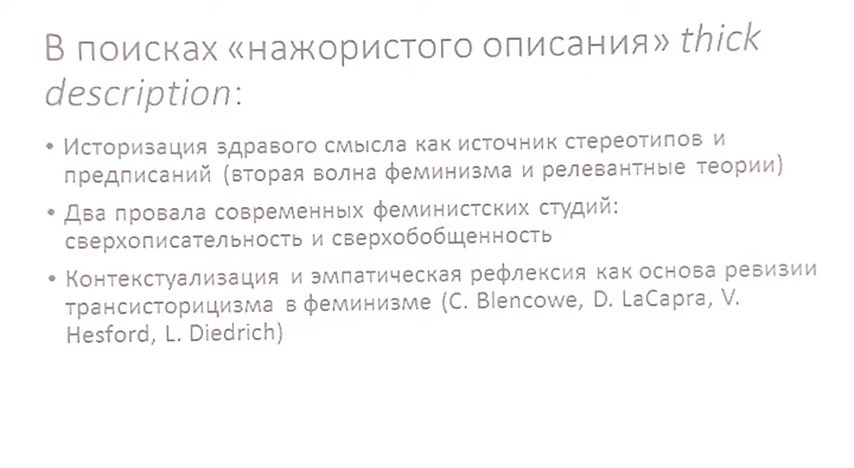 В поисках «нажористого описания» thick
description:
• Историзация здравого смысла как источник стереотипов и
предписаний (вторая волна феминизма и релевантные теории)
• Два провала современных феминистских студий:
сверхописательность и сверхобобщенность
• Контекстуализация и эмпатическая рефлексия как основа ревизии
трансисторицизма в феминизме (C. Blencowe, D. LaCapra, V.
Hesford, L. Diedrich)